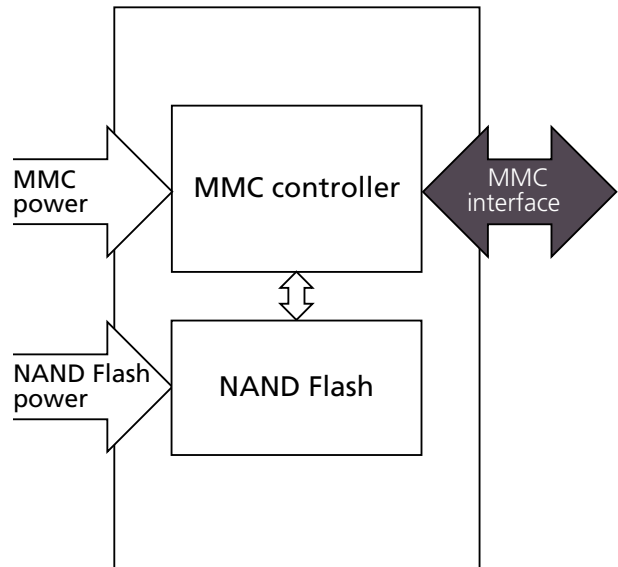 MMC
power
MMC controller
MMC
interface
NAND Flash
power
NAND Flash